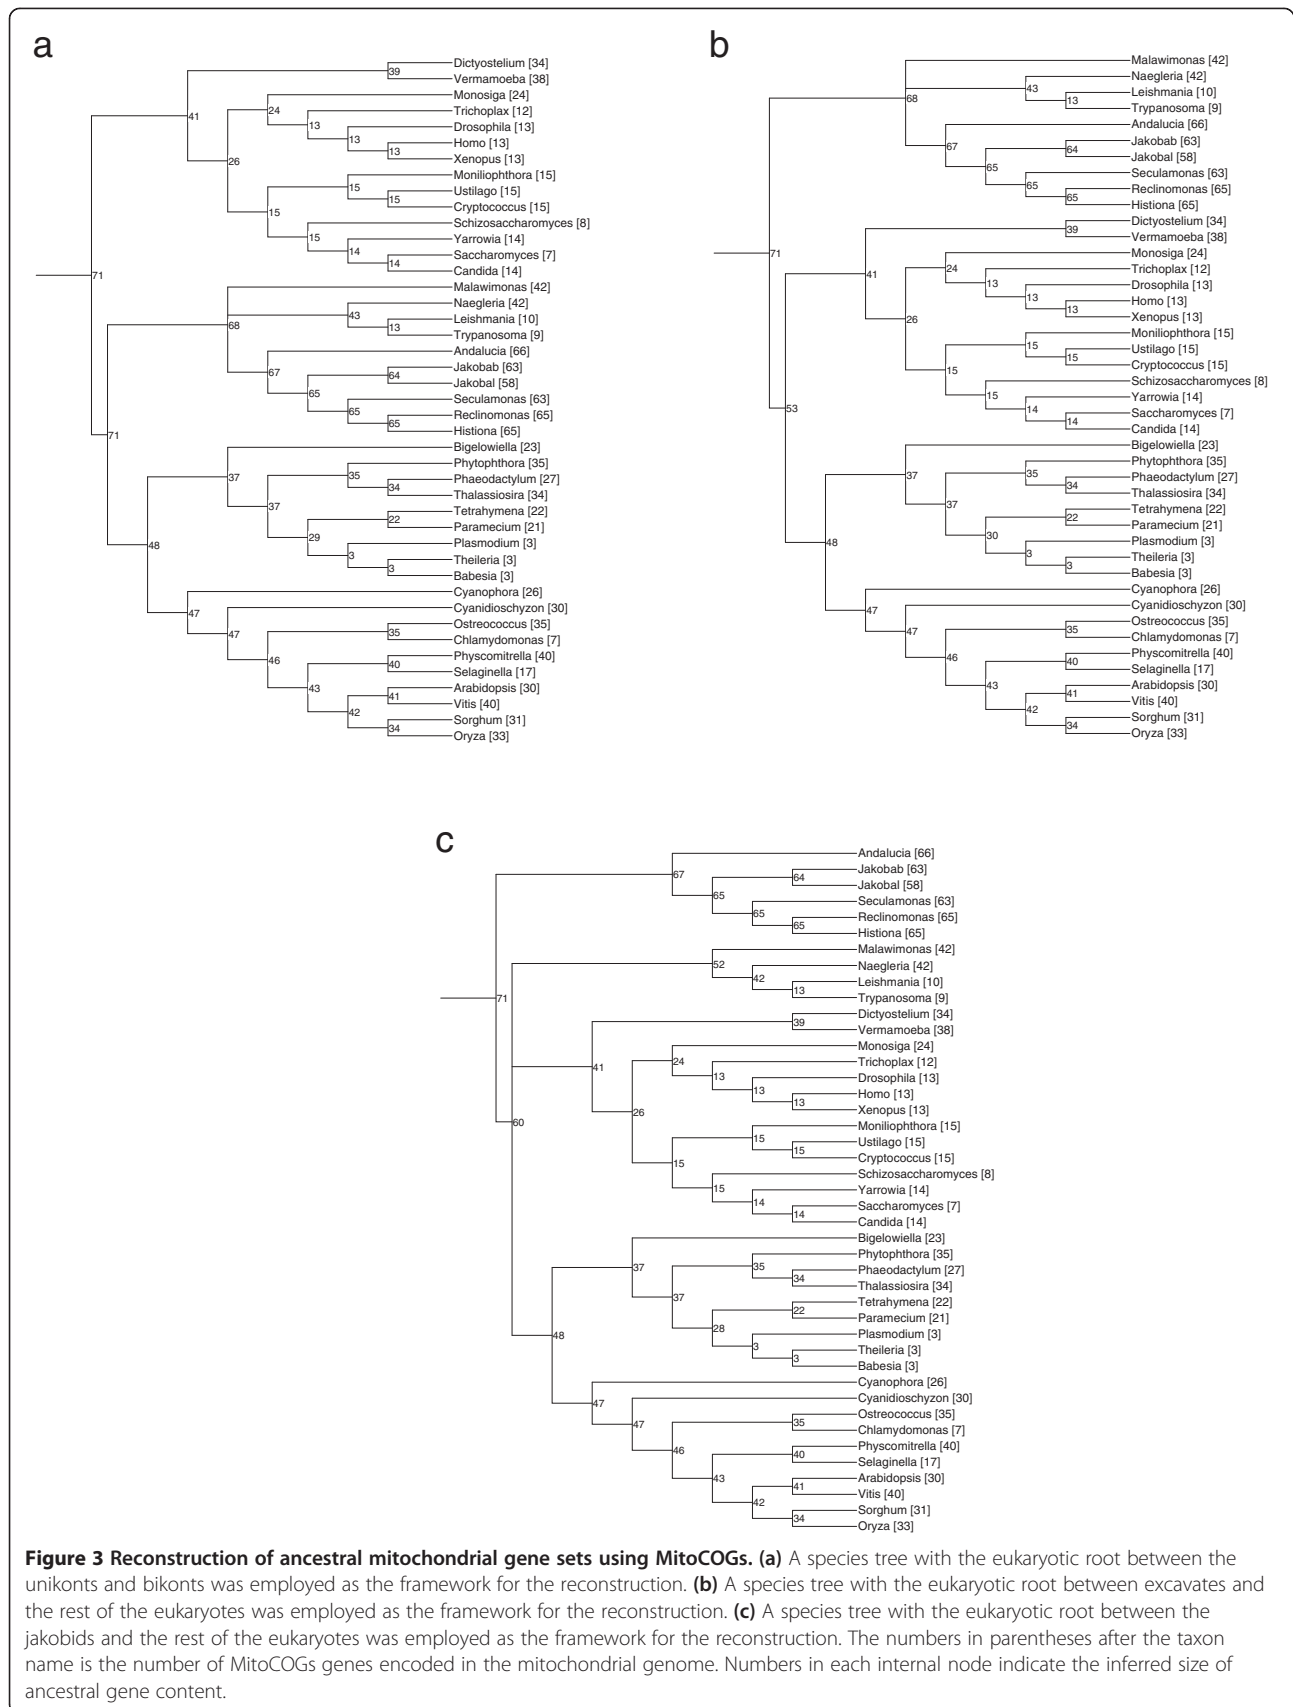 a
Dictyostelium [34]
39
Vermamoeba [38]
Monosiga [24]
24
Trichoplax [12]
41
13
Drosophila [13]
13
Homo [13]
13
Xenopus [13]
26
Moniliophthora [15]
15
Ustilago [15]
15
Cryptococcus [15]
15
Schizosaccharomyces [8]
15
Yarrowia [14]
14
Saccharomyces [7]
14
Candida [14]
71
Malawimonas [42]
Naegleria [42]
43
Leishmania [10]
68
13
Trypanosoma [9]
Andalucia [66]
67
Jakobab [63]
64
Jakobal [58]
65
Seculamonas [63]
65
Reclinomonas [65]
65
Histiona [65]
71
Bigelowiella [23]
37
Phytophthora [35]
35
Phaeodactylum [27]
34
Thalassiosira [34]
37
Tetrahymena [22]
22
Paramecium [21]
29
Plasmodium [3]
48
3
Theileria [3]
3
Babesia [3]
Cyanophora [26]
47
Cyanidioschyzon [30]
47
Ostreococcus [35]
35
Chlamydomonas [7]
46
Physcomitrella [40]
40
Selaginella [17]
43
Arabidopsis [30]
41
Vitis [40]
42
Sorghum [31]
34
Oryza [33]
b
Malawimonas [42]
Naegleria [42]
43
Leishmania [10]
68
13
Trypanosoma [9]
Andalucia [66]
67
Jakobab [63]
64
Jakobal [58]
65
Seculamonas [63]
65
Reclinomonas [65]
65
Histiona [65]
Dictyostelium [34]
39
Vermamoeba [38]
71
Monosiga [24]
24
Trichoplax [12]
41
13
Drosophila [13]
13
Homo [13]
13
Xenopus [13]
26
Moniliophthora [15]
15
Ustilago [15]
15
Cryptococcus [15]
15
Schizosaccharomyces [8]
15
Yarrowia [14]
53
14
Saccharomyces [7]
14
Candida [14]
Bigelowiella [23]
37
Phytophthora [35]
35
Phaeodactylum [27]
34
Thalassiosira [34]
37
Tetrahymena [22]
22
Paramecium [21]
30
Plasmodium [3]
48
3
Theileria [3]
3
Babesia [3]
Cyanophora [26]
47
Cyanidioschyzon [30]
47
Ostreococcus [35]
35
Chlamydomonas [7]
46
Physcomitrella [40]
40
Selaginella [17]
43
Arabidopsis [30]
41
Vitis [40]
42
Sorghum [31]
34
Oryza [33]
c
Andalucia [66]
67
Jakobab [63]
64
Jakobal [58]
65
Seculamonas [63]
65
Reclinomonas [65]
65
Histiona [65]
Malawimonas [42]
52
Naegleria [42]
42
Leishmania [10]
13
Trypanosoma [9]
71
Dictyostelium [34]
39
Vermamoeba [38]
Monosiga [24]
24
Trichoplax [12]
41
13
Drosophila [13]
13
Homo [13]
13
Xenopus [13]
26
60
Moniliophthora [15]
15
Ustilago [15]
15
Cryptococcus [15]
15
Schizosaccharomyces [8]
15
Yarrowia [14]
14
Saccharomyces [7]
14
Candida [14]
Bigelowiella [23]
37
Phytophthora [35]
35
Phaeodactylum [27]
34
Thalassiosira [34]
37
Tetrahymena [22]
22
Paramecium [21]
28
Plasmodium [3]
48
3
Theileria [3]
3
Babesia [3]
Cyanophora [26]
47
Cyanidioschyzon [30]
47
Ostreococcus [35]
35
Chlamydomonas [7]
46
Physcomitrella [40]
40
Selaginella [17]
43
Arabidopsis [30]
41
Vitis [40]
42
Sorghum [31]
34
Oryza [33]
Figure 3 Reconstruction of ancestral mitochondrial gene sets using MitoCOGs. (a) A species tree with the eukaryotic root between the
unikonts and bikonts was employed as the framework for the reconstruction. (b) A species tree with the eukaryotic root between excavates and
the rest of the eukaryotes was employed as the framework for the reconstruction. (c) A species tree with the eukaryotic root between the
jakobids and the rest of the eukaryotes was employed as the framework for the reconstruction. The numbers in parentheses after the taxon
name is the number of MitoCOGs genes encoded in the mitochondrial genome. Numbers in each internal node indicate the inferred size of
ancestral gene content.